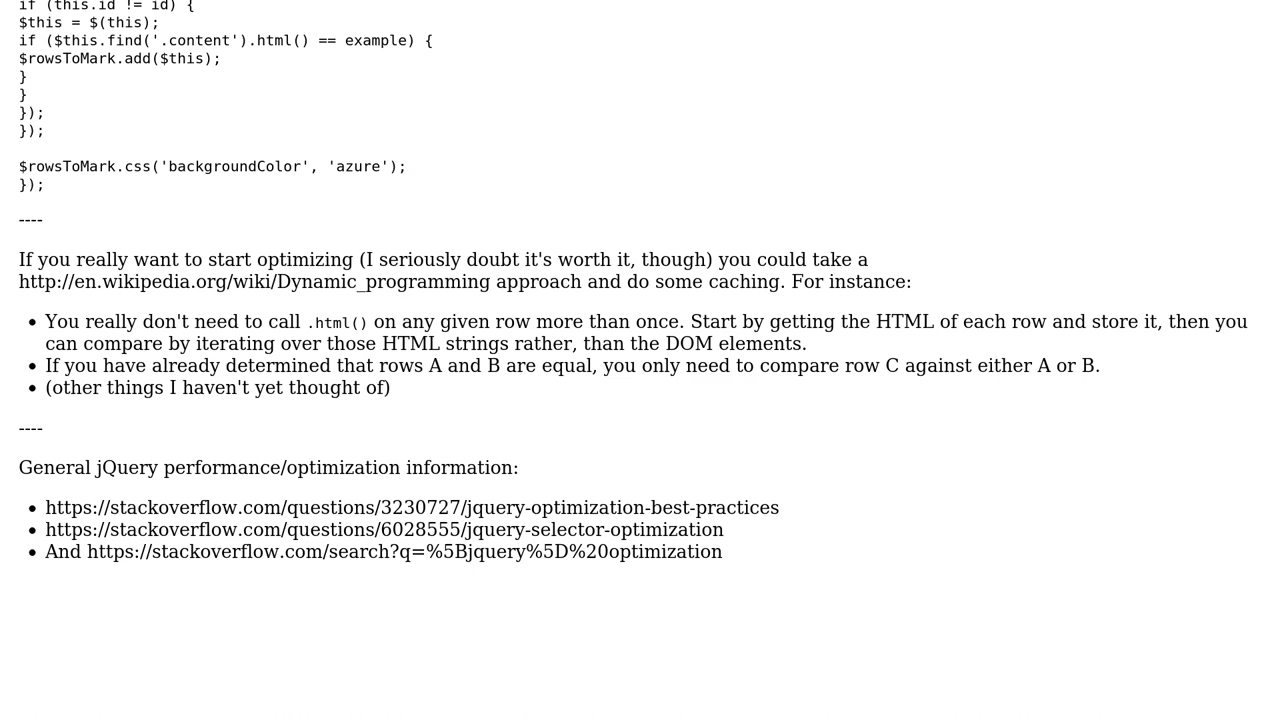 if (this.id != id) {
$this = $(this);
if ($this.find('.content').html() == example) {
$rowsToMark.add($this);
}
}
});
});
$rowsToMark.css('backgroundColor', 'azure');
});
----
If you really want to start optimizing (I seriously doubt it's worth it, though) you could take a
http://en.wikipedia.org/wiki/Dynamic_programming approach and do some caching. For instance:
• You really don't need to call .html() on any given row more than once. Start by getting the HTML of each row and store it, then you
can compare by iterating over those HTML strings rather, than the DOM elements.
• If you have already determined that rows A and B are equal, you only need to compare row C against either A or B.
• (other things I haven't yet thought of)
----
General jQuery performance/optimization information:
• https://stackoverflow.com/questions/3230727/jquery-optimization-best-practices
• https://stackoverflow.com/questions/6028555/jquery-selector-optimization
• And https://stackoverflow.com/search?q=%5Bjquery%5D%20optimization